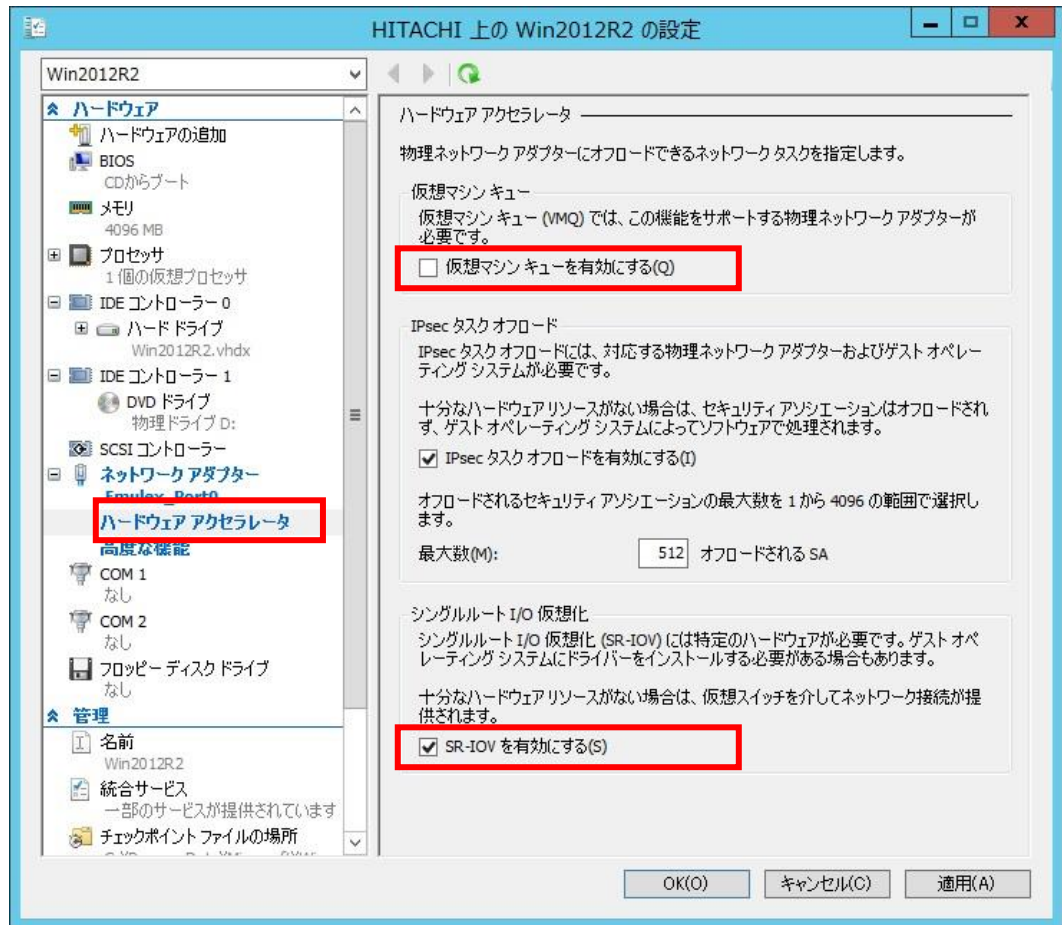 HITACHI 上の Win2012R2 の設定
Win2012R2
ハードウェア
ハードウェアの追加
BIOS
CDからブート
メモリ
4096 MB
プロセッサ
1 個の仮想プロセッサ
IDE コントローラー 0
ハード ドライブ
Win2012R2.vhdx
IDE コントローラー 1
DVD ドライブ
物理ドライブ D:
SCSI コントローラー
ネットワーク アダプター
Emulex_Port0
ハードウェア アクセラレータ
高度な機能
COM 1
なし
COM 2
なし
フロッピー ディスク ドライブ
なし
管理
名前
Win2012R2
統合サービス
一部のサービスが提供されています
チェックポイント ファイルの場所
ハードウェア アクセラレータ
物理ネットワーク アダプターにオフロードできるネットワーク タスクを指定します。
仮想マシン キュー
仮想マシン キュー (VMQ) では、この機能をサポートする物理ネットワーク アダプターが
必要です。
仮想マシン キューを有効にする(Q)
IPsec タスク オフロード
IPsec タスク オフロードには、対応する物理ネットワーク アダプターおよびゲスト オペレー
ティング システムが必要です。
十分なハードウェア リソースがない場合は、セキュリティ アソシエーションはオフロードされ
ず、ゲスト オペレーティング システムによってソフトウェアで処理されます。
IPsec タスク オフロードを有効にする(I)
オフロードされるセキュリティ アソシエーションの最大数を 1 から 4096 の範囲で選択し
ます。
最大数(M): 512 オフロードされる SA
シングルルート I/O 仮想化
シングルルート I/O 仮想化 (SR-IOV) には特定のハードウェアが必要です。ゲスト オペ
レーティング システムにドライバーをインストールする必要がある場合もあります。
十分なハードウェア リソースがない場合は、仮想スイッチを介してネットワーク接続が提
供されます。
SR-IOV を有効にする(S)
OK(O) キャンセル(C) 適用(A)